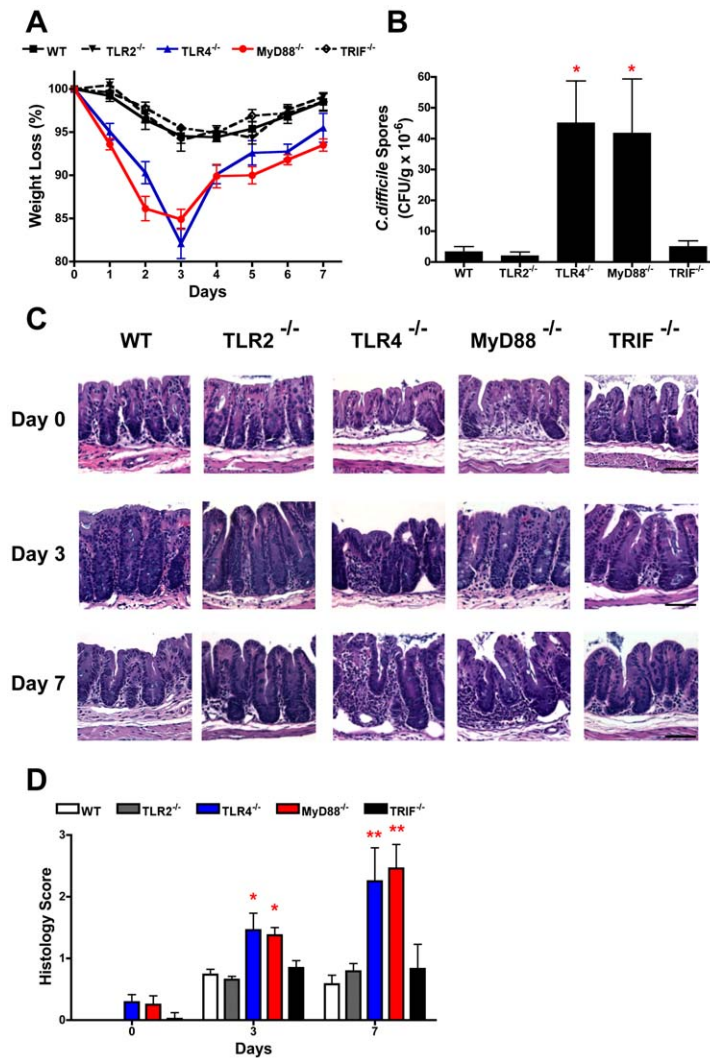 A
WT TLR2-/- TLR4-/- MyD88-/- TRIF-/-
Weight Loss (%)
100
95
90
85
80
0 1 2 3 4 5 6 7
Days
B
C.difficile Spores
(CFU/g x 10-6)
60
50
40
30
20
10
0
* *
WT TLR2-/- TLR4-/- MyD88-/- TRIF-/-
C
WT TLR2 -/- TLR4 -/- MyD88 -/- TRIF -/-
Day 0
Day 3
Day 7
D
WT TLR2-/- TLR4-/- MyD88-/- TRIF-/-
Histology Score
3
2
1
0
* *
** **
0 3 7
Days